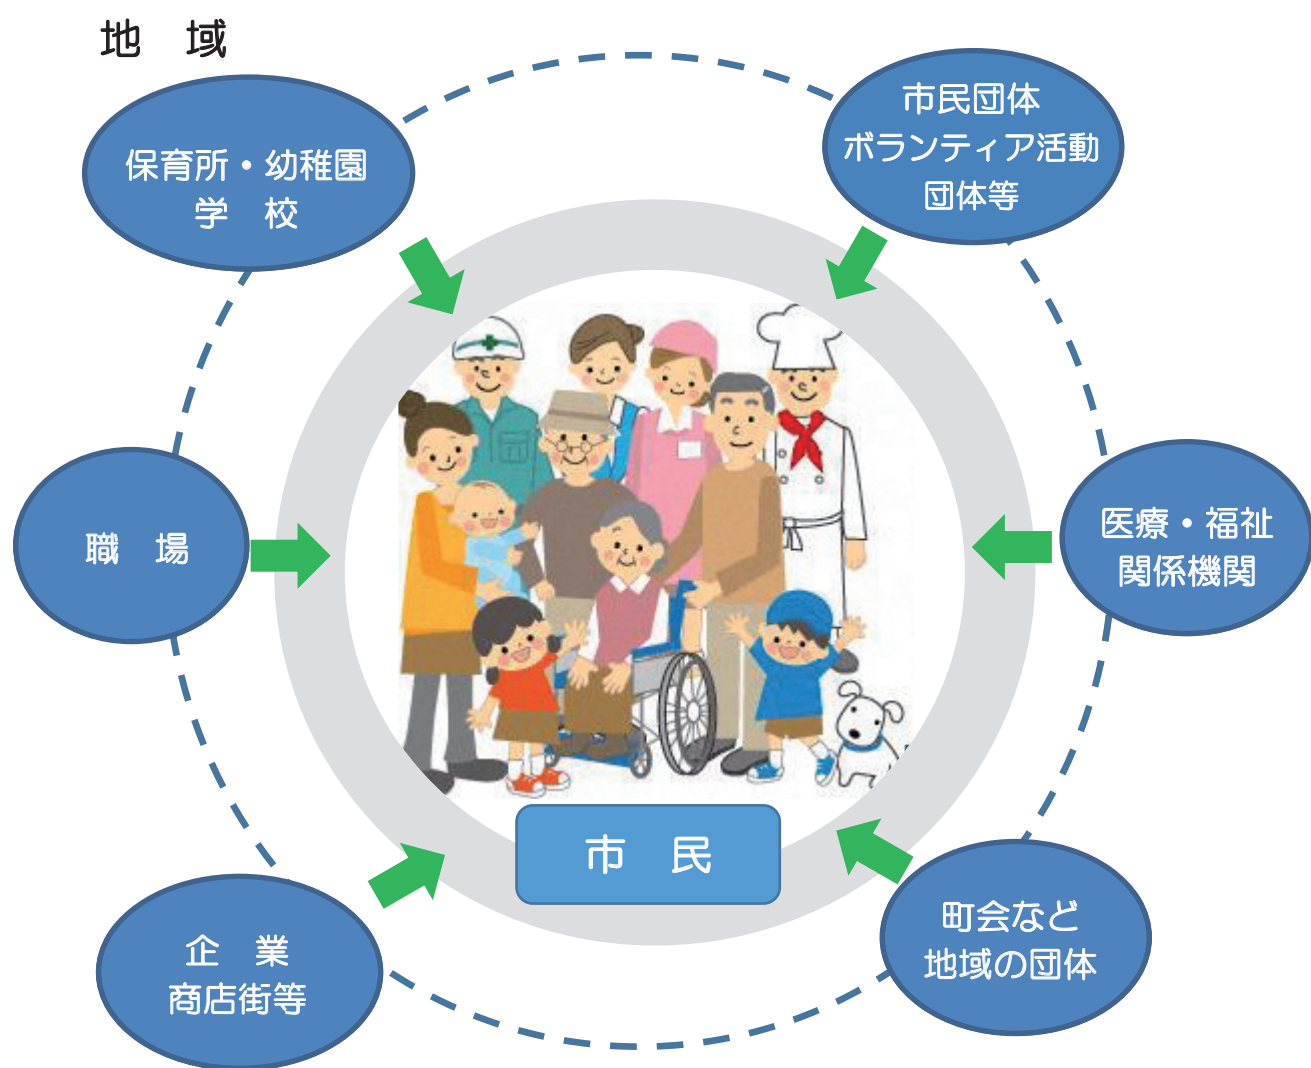 地 域
保育所・幼稚園
学 校
市民団体
ボランティア活動
団体等
職 場
医療・福祉
関係機関
企 業
商店街等
町会など
地域の団体
市 民